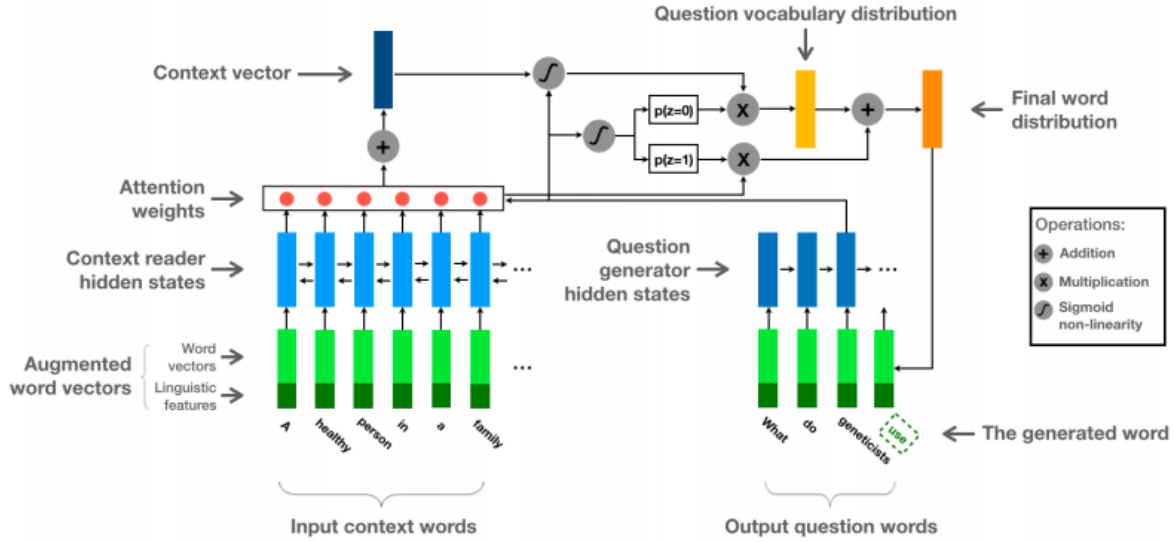 Question vocabulary distribution
Context vector
p(z=0)
x
+
Final word
distribution
+
p(z=1)
x
Attention
weights
Operations:
+ Addition
x Multiplication
∫ Sigmoid
non-linearity
Context reader
hidden states
...
Question
generator
hidden states
...
Augmented
word vectors
Word
vectors
Linguistic
features
...
A
healthy
person
in
a
family
What
do
geneticists
use
The generated word
Input context words
Output question words